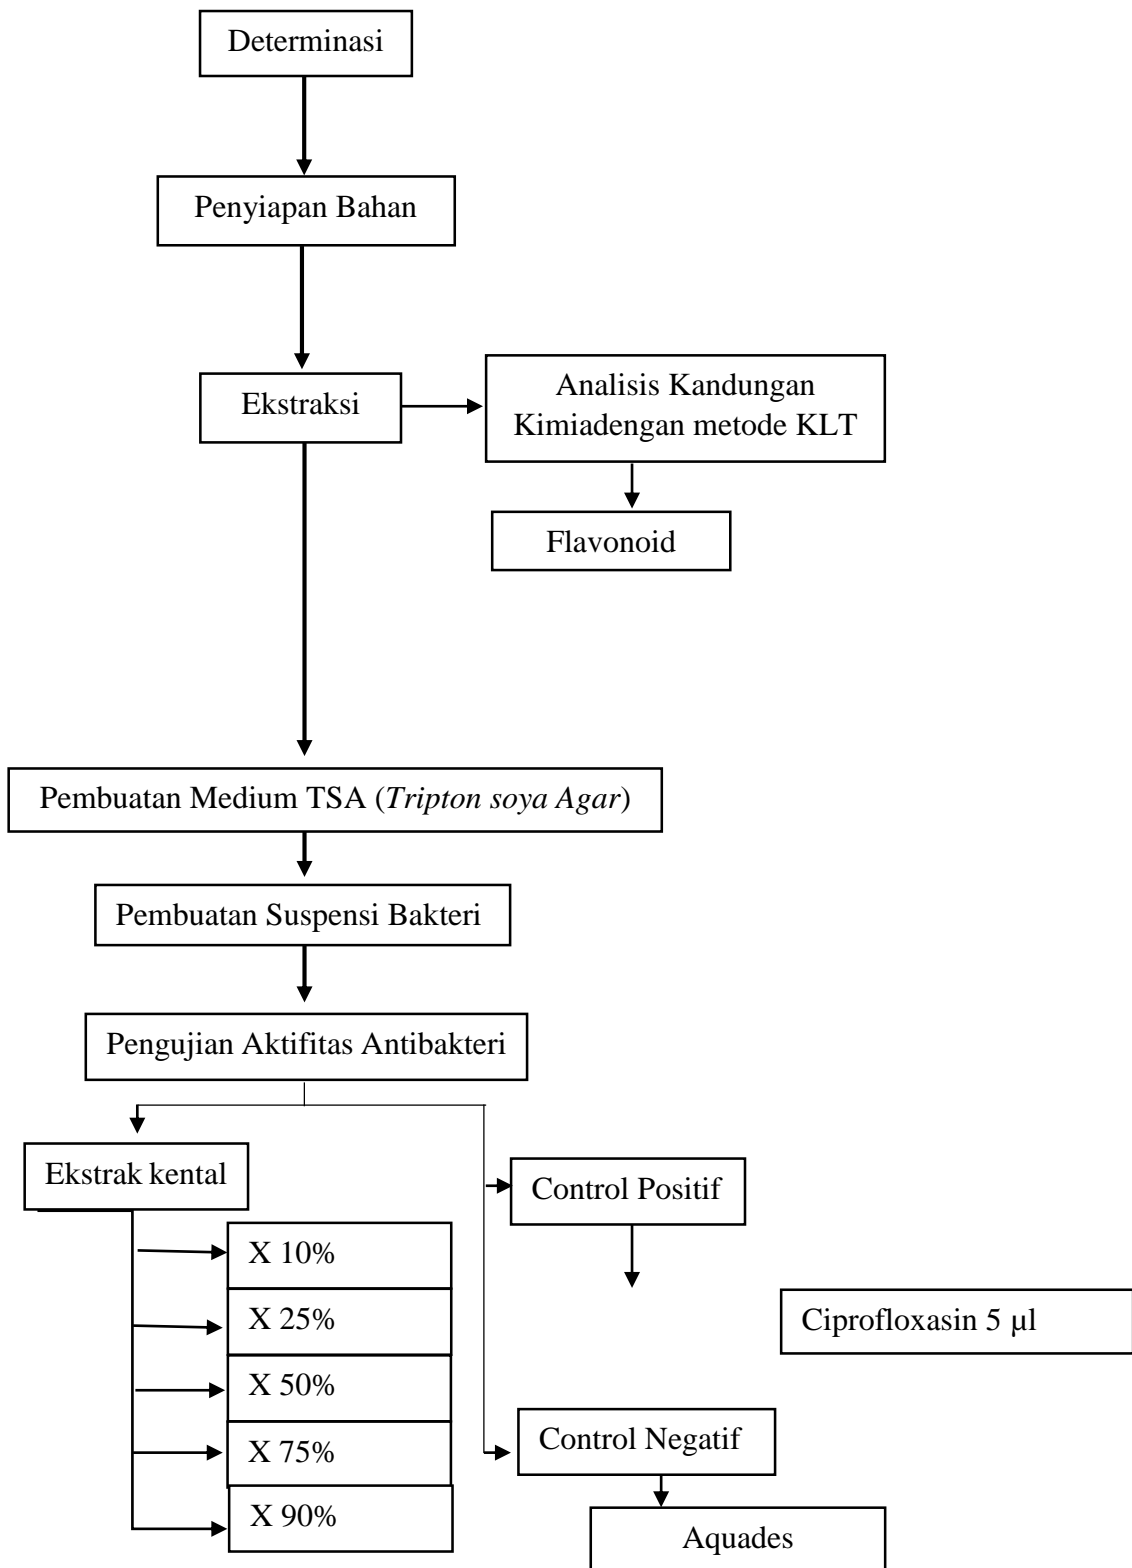 Determinasi
Penyiapan Bahan
Ekstraksi
Analisis Kandungan
Kimiadengan metode KLT
Flavonoid
Pembuatan Medium TSA (Tripton soya Agar)
Pembuatan Suspensi Bakteri
Pengujian Aktifitas Antibakteri
Ekstrak kental
X 10%
X 25%
X 50%
X 75%
X 90%
Control Positif
Ciprofloxasin 5 µl
Control Negatif
Aquades